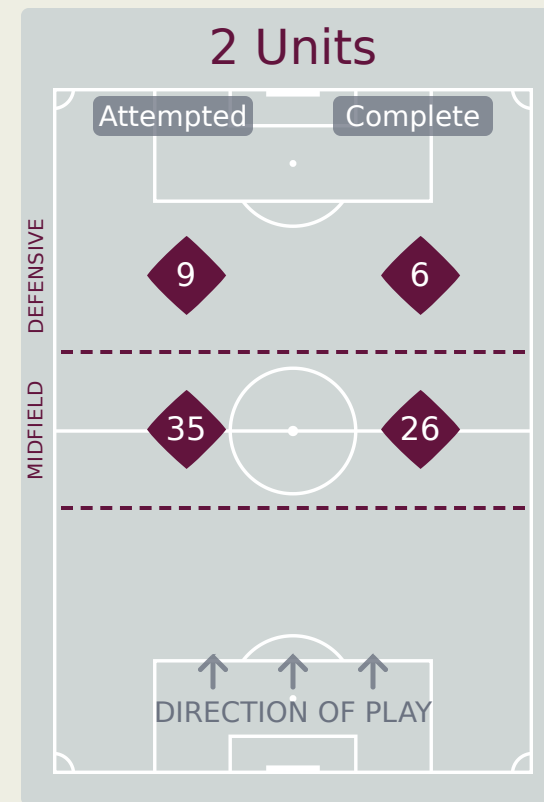 2 Units
Attempted Complete
DEFENSIVE
9 6
MIDFIELD
35 26
DIRECTION OF PLAY